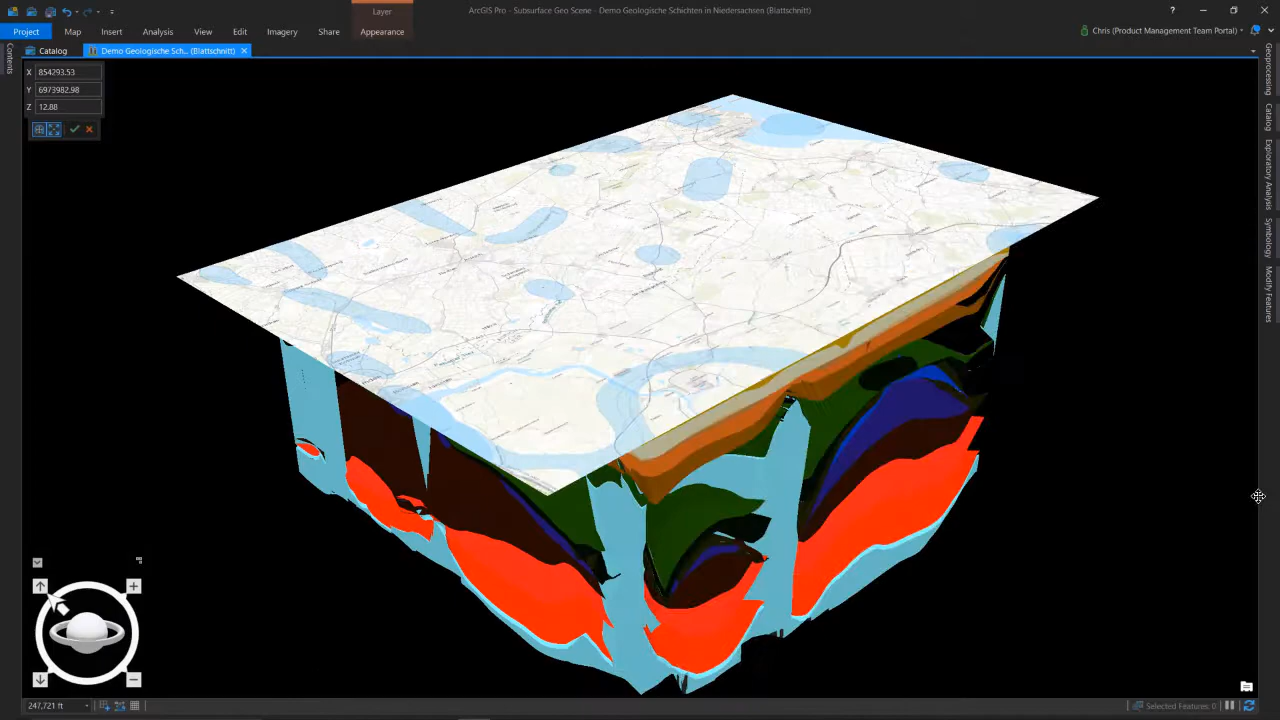 Layer
ArcGIS Pro - Subsurface Geo Scene - Demo Geologische Schichten in Niedersachsen (Blattschnitt)
?
Project
Map
Insert
Analysis
View
Edit
Imagery
Share
Appearance
Chris (Product Management Team Portal)
Contents
Catalog
Demo Geologische Sch... (Blattschnitt)
X 854293.53
Y 6973982.98
Z 12.88
Geoprocessing
Catalog
Exploratory Analysis
Symbology
Modify Features
247,721 ft
Selected Features: 0